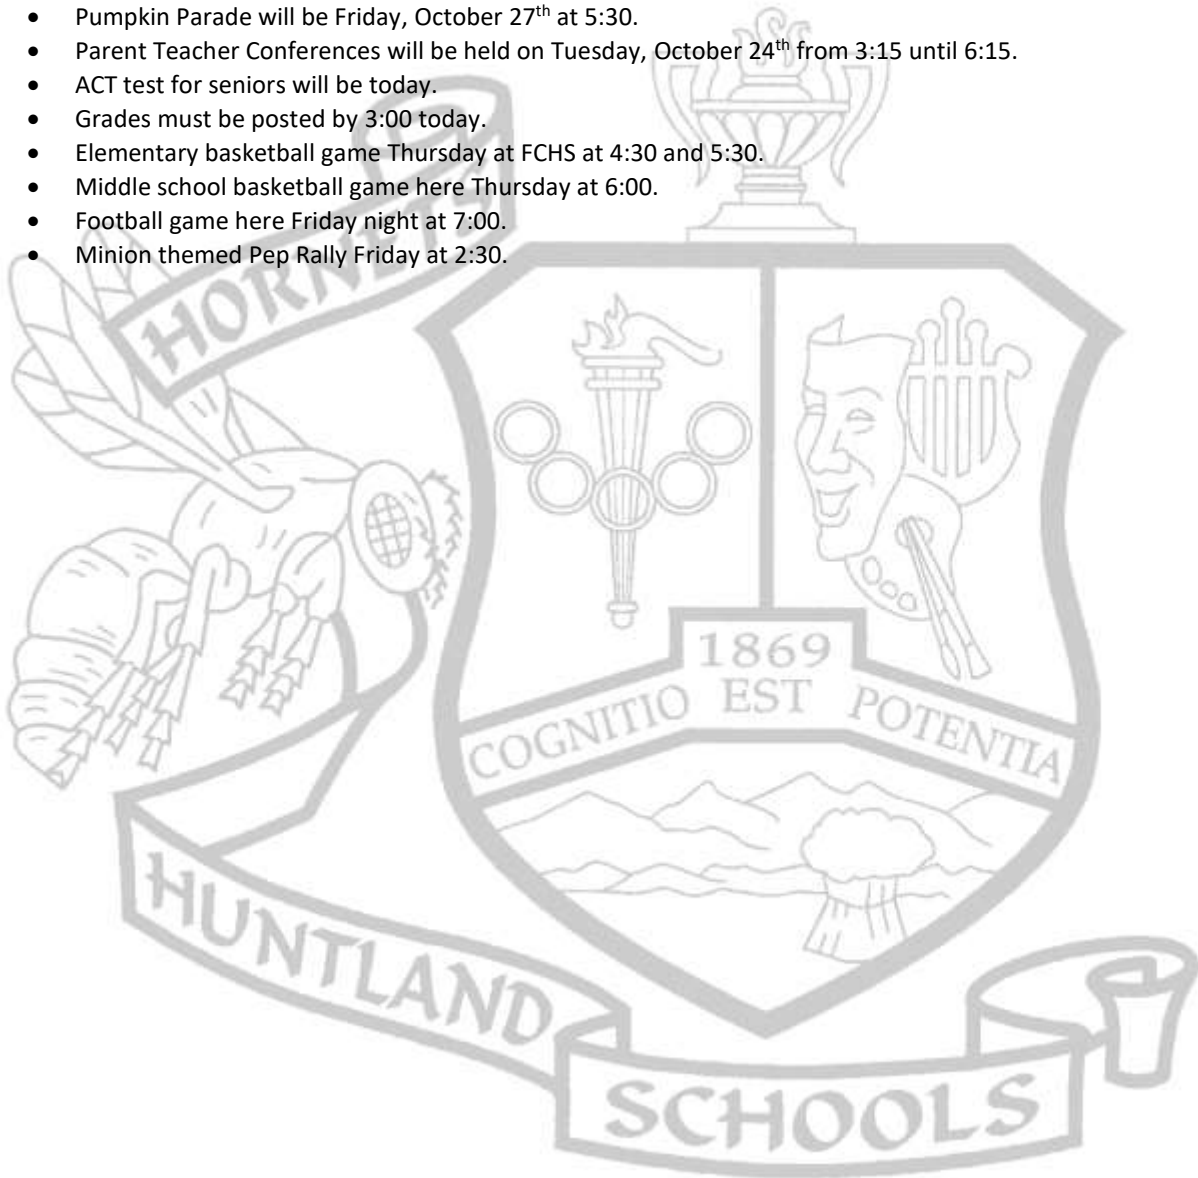 • Pumpkin Parade will be Friday, October 27th at 5:30.
• Parent Teacher Conferences will be held on Tuesday, October 24th from 3:15 until 6:15.
• ACT test for seniors will be today.
• Grades must be posted by 3:00 today.
• Elementary basketball game Thursday at FCHS at 4:30 and 5:30.
• Middle school basketball game here Thursday at 6:00.
• Football game here Friday night at 7:00.
• Minion themed Pep Rally Friday at 2:30.
HORNETS
1869
COGNITIO EST POTENTIA
HUNTLAND
SCHOOLS